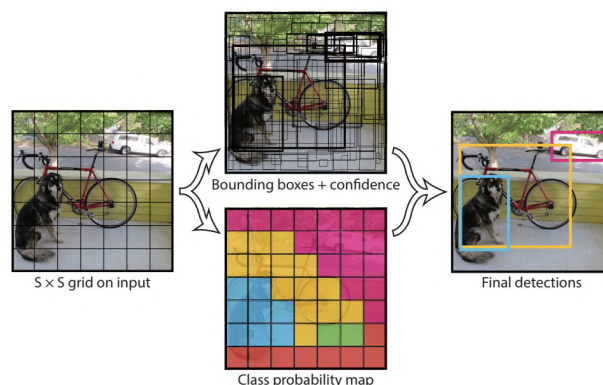 Bounding boxes + confidence
S × S grid on input
Final detections
Class probability map